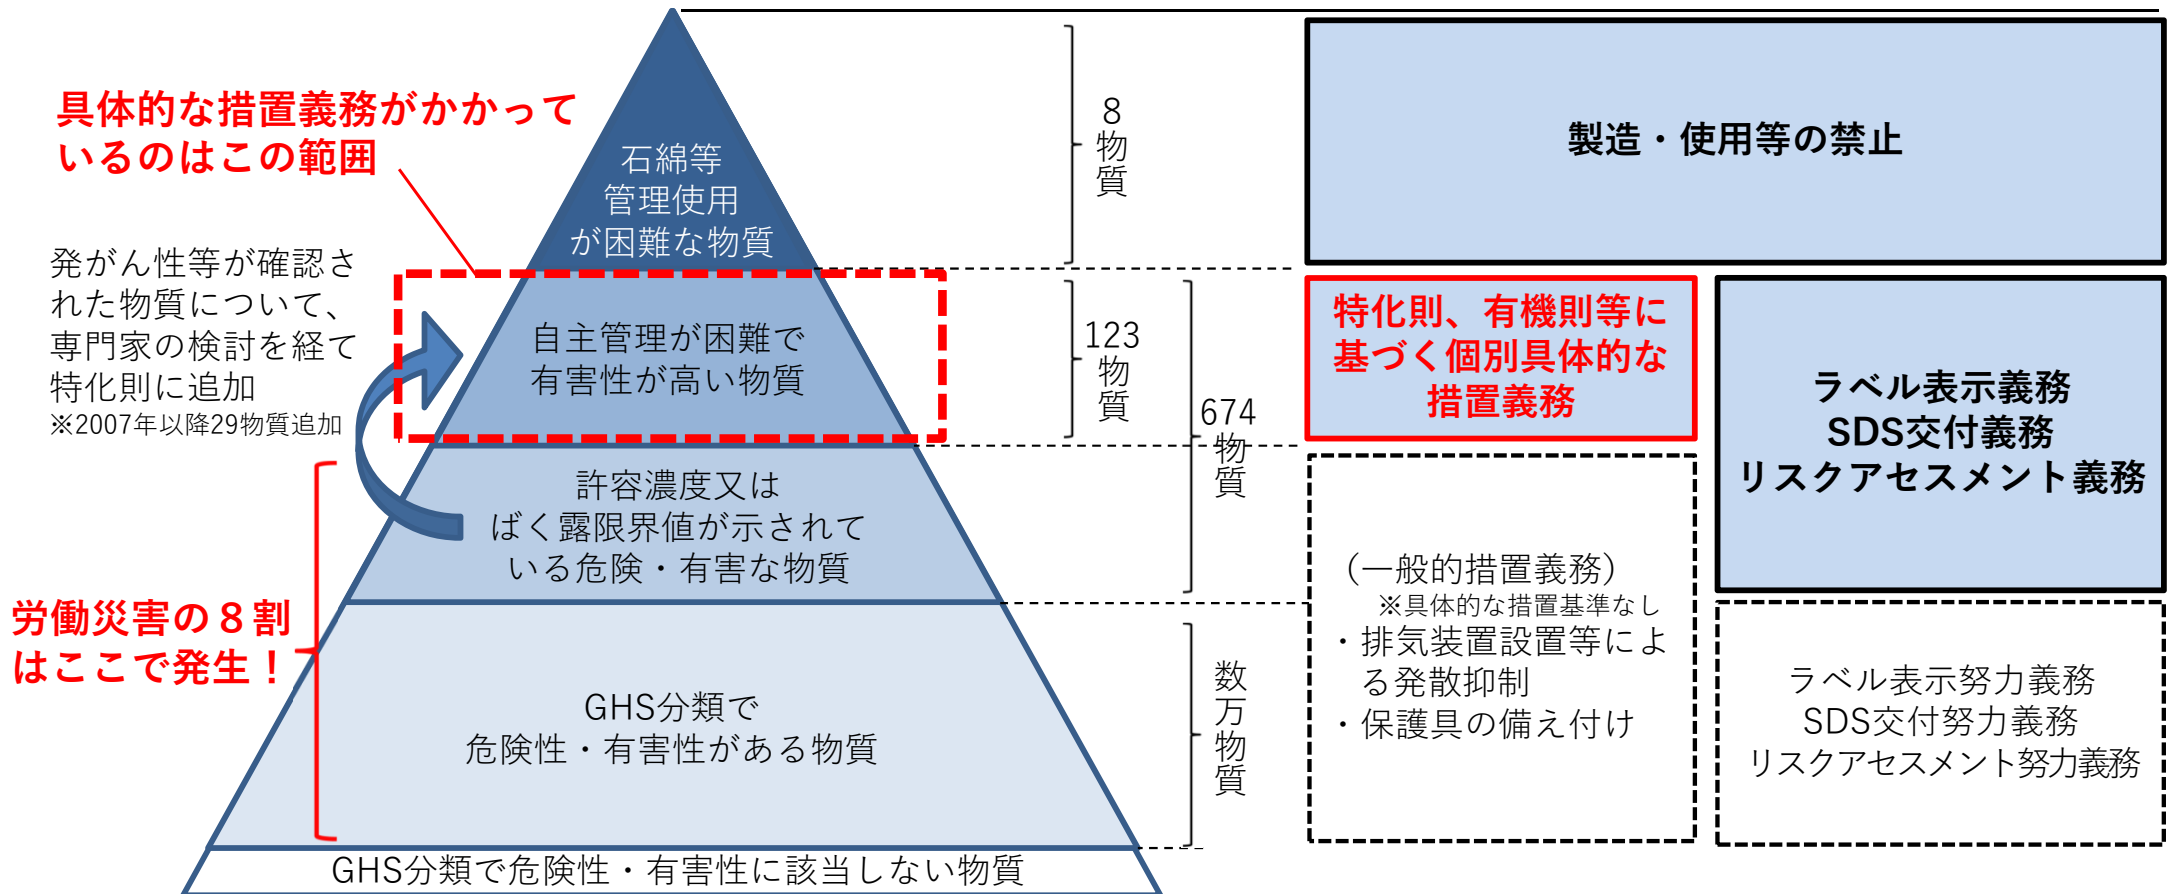 具体的な措置義務がかかって
いるのはこの範囲
発がん性等が確認さ
れた物質について、
専門家の検討を経て
特化則に追加
※2007年以降29物質追加
労働災害の８割
はここで発生！
石綿等
管理使用
が困難な物質
自主管理が困難で
有害性が高い物質
許容濃度又は
ばく露限界値が示されて
いる危険・有害な物質
GHS分類で
危険性・有害性がある物質
GHS分類で危険性・有害性に該当しない物質
8
物
質
123
物
質
674
物
質
数
万
物
質
製造・使用等の禁止
特化則、有機則等に
基づく個別具体的な
措置義務
ラベル表示義務
SDS交付義務
リスクアセスメント義務
（一般的措置義務）
※具体的な措置基準なし
・排気装置設置等によ
る発散抑制
・保護具の備え付け
ラベル表示努力義務
SDS交付努力義務
リスクアセスメント努力義務